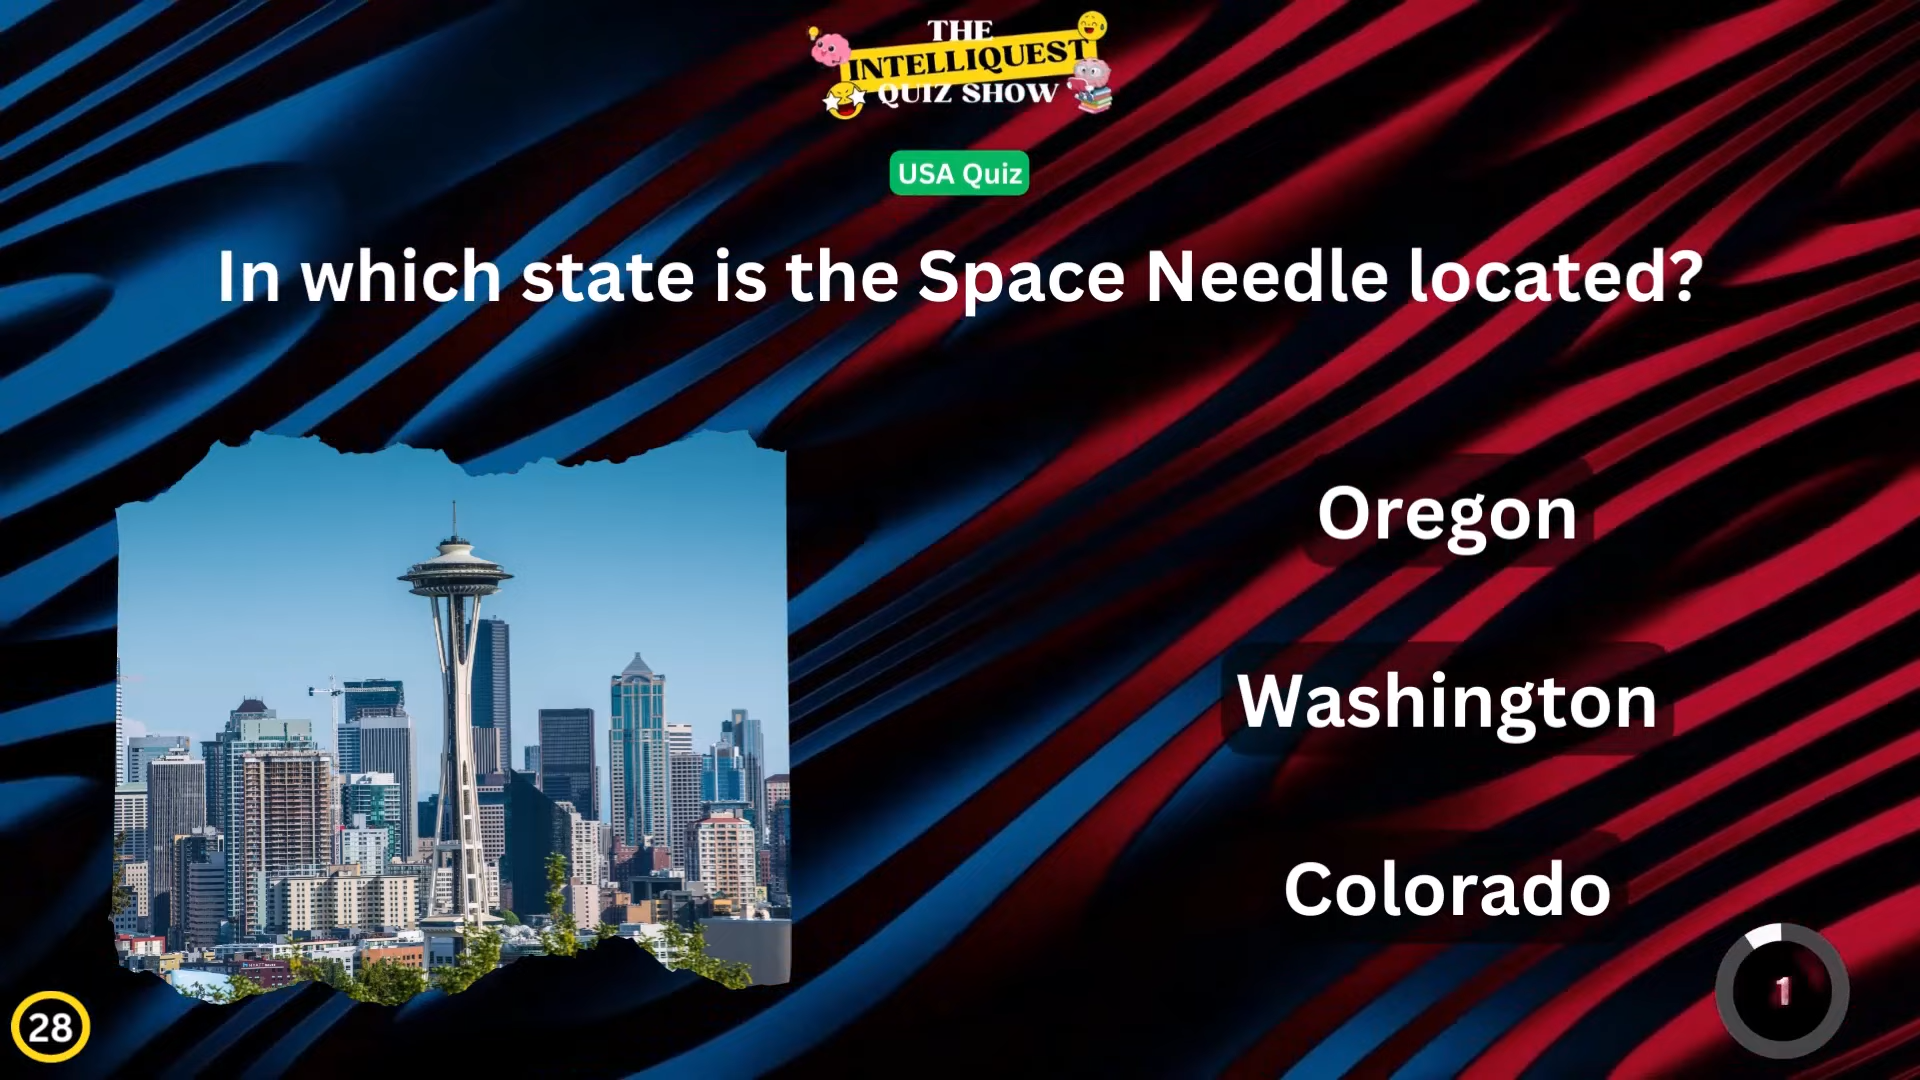 THE
INTELLIQUEST
QUIZ SHOW
USA Quiz
In which state is the Space Needle located?
Oregon
Washington
Colorado
1
28